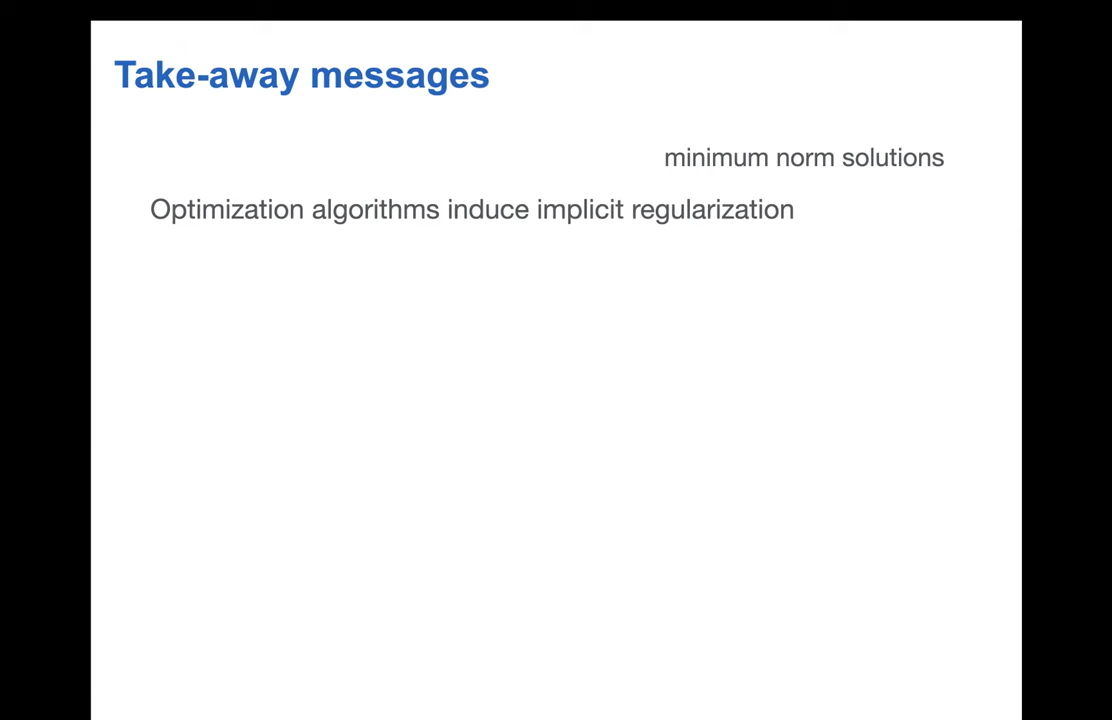 Take-away messages
minimum norm solutions
Optimization algorithms induce implicit regularization